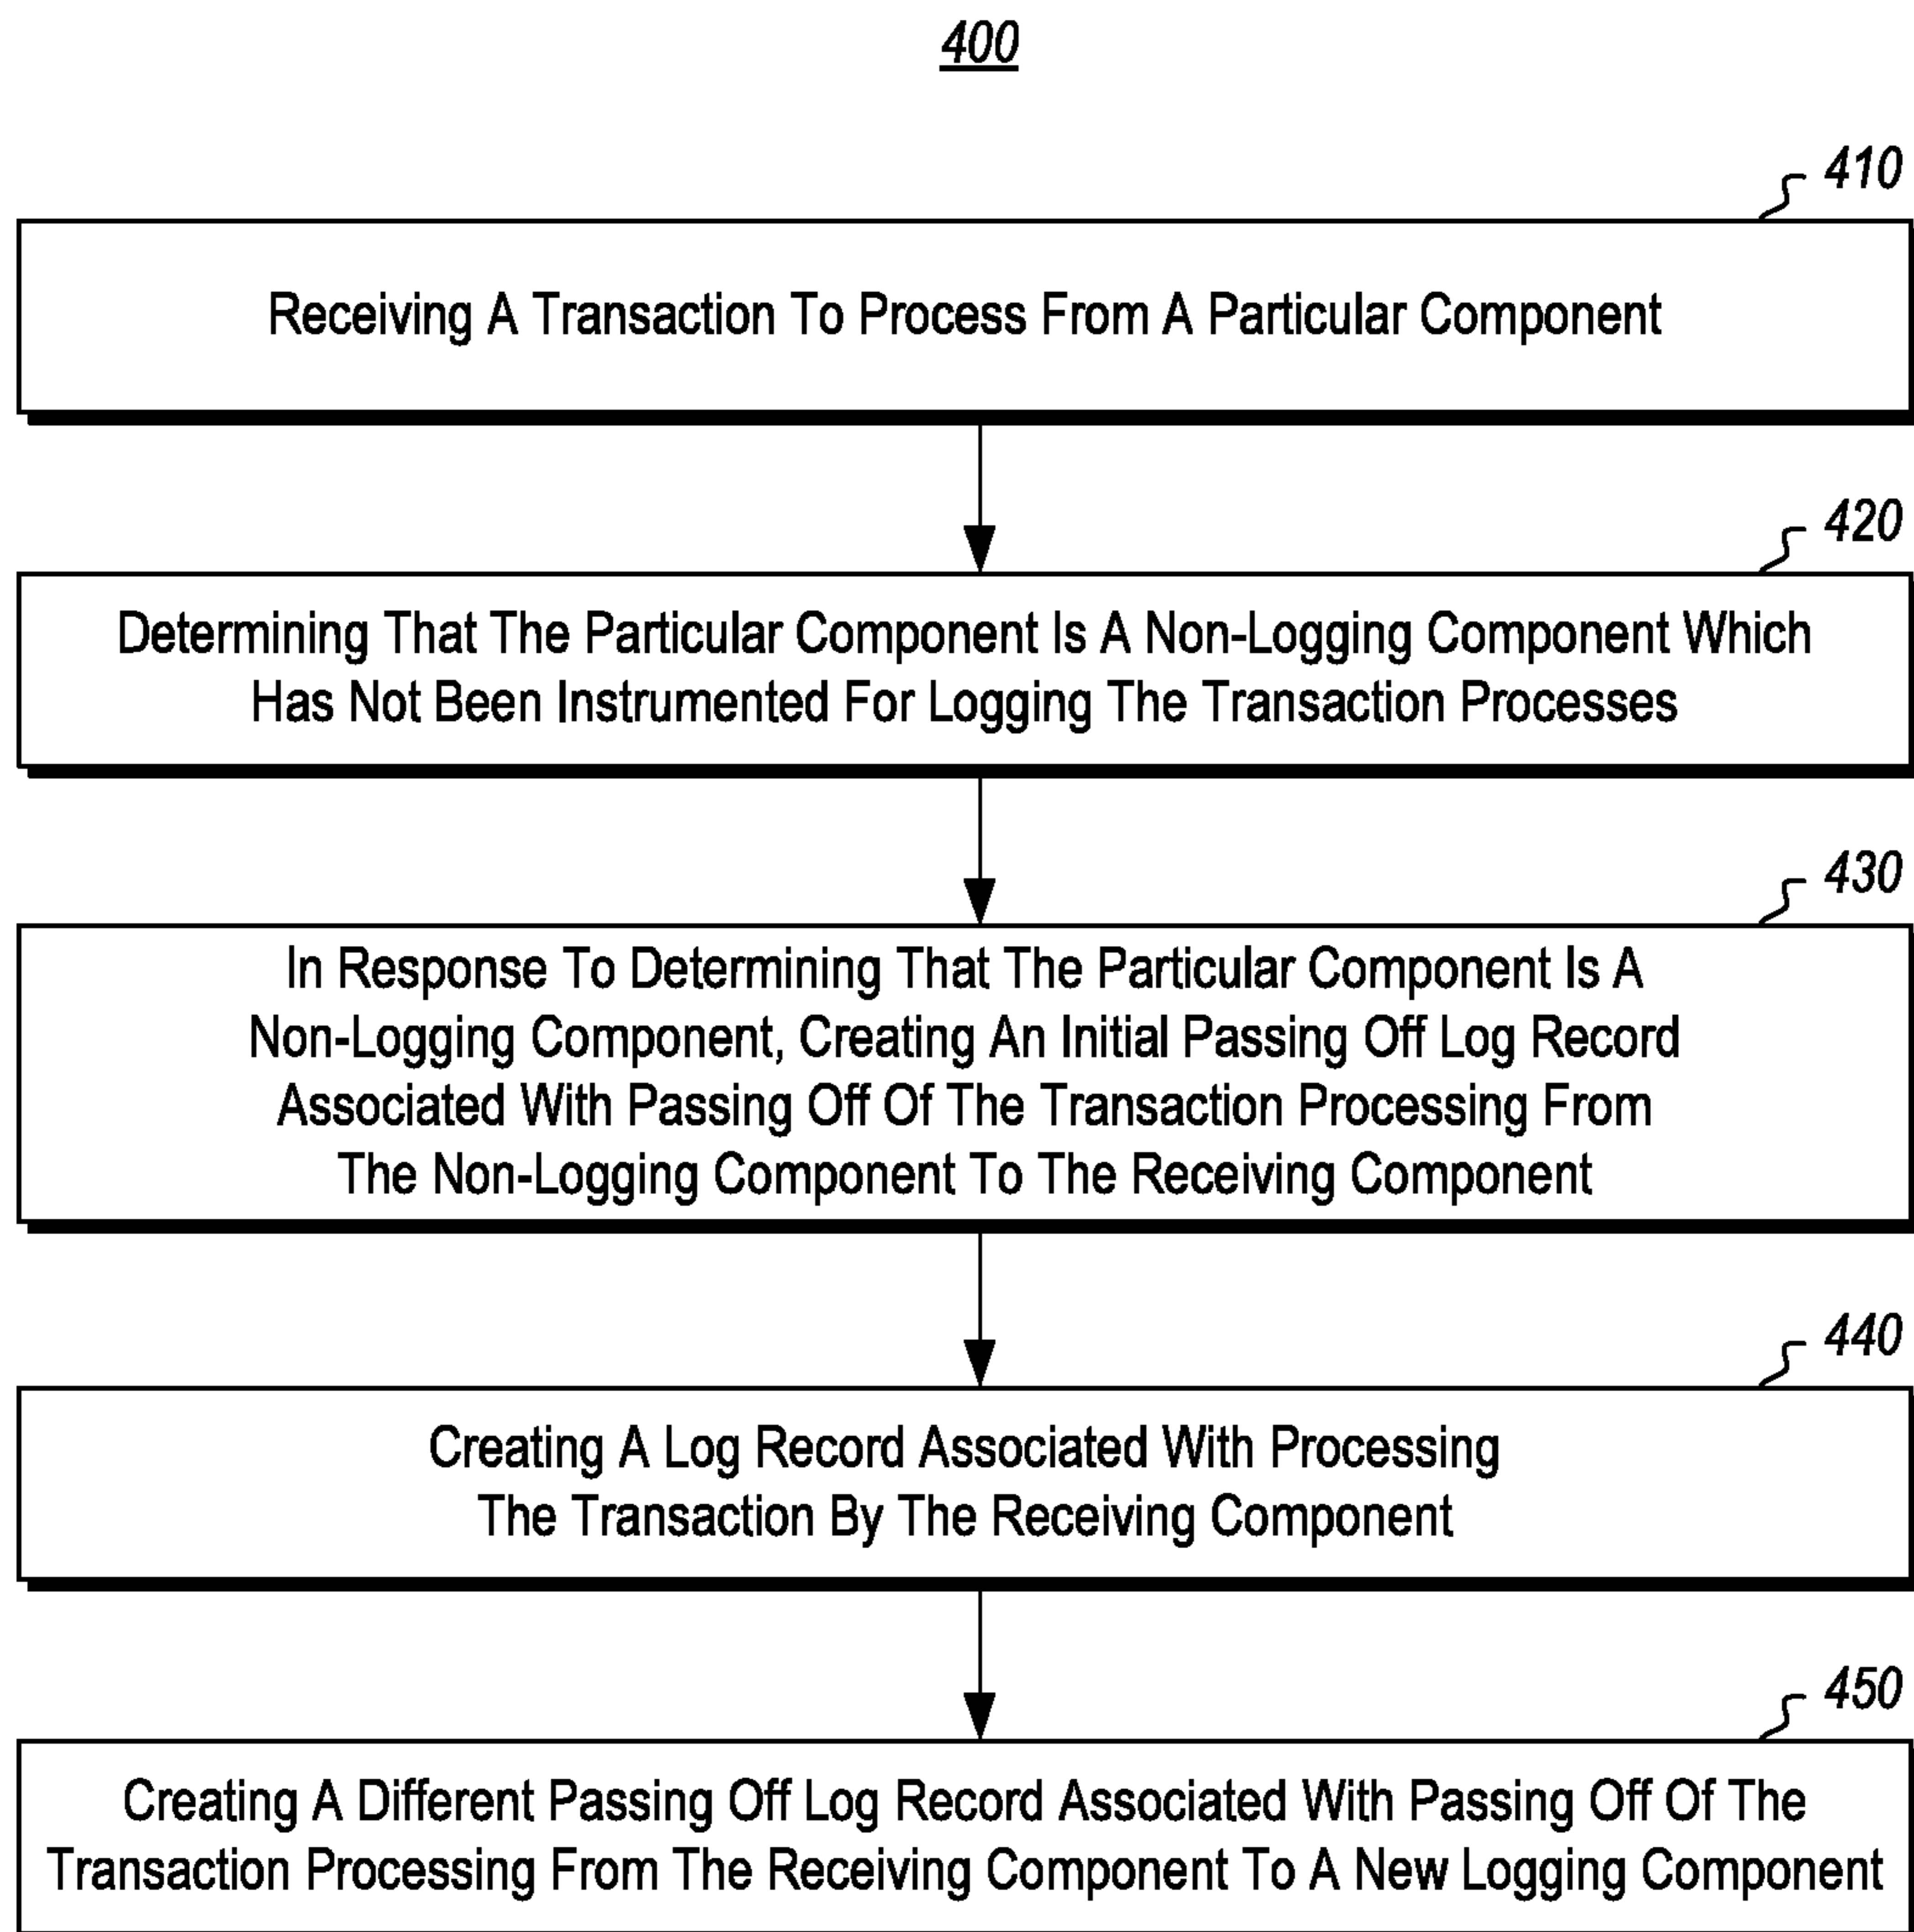 400
410
Receiving A Transaction To Process From A Particular Component
420
Determining That The Particular Component Is A Non-Logging Component Which
Has Not Been Instrumented For Logging The Transaction Processes
430
In Response To Determining That The Particular Component Is A
Non-Logging Component, Creating An Initial Passing Off Log Record
Associated With Passing Off Of The Transaction Processing From
The Non-Logging Component To The Receiving Component
440
Creating A Log Record Associated With Processing
The Transaction By The Receiving Component
450
Creating A Different Passing Off Log Record Associated With Passing Off Of The
Transaction Processing From The Receiving Component To A New Logging Component